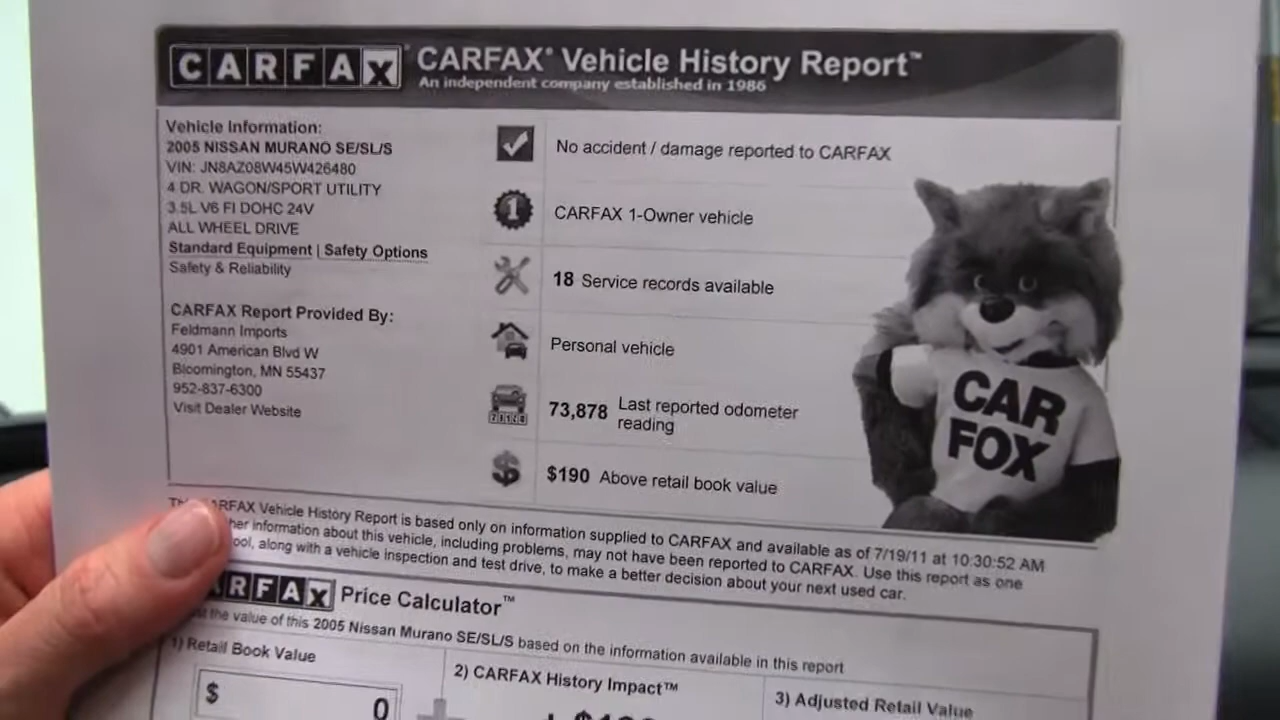 CARFAX CARFAX® Vehicle History Report™
An independent company established in 1986
Vehicle Information:
2005 NISSAN MURANO SE/SL/S
VIN: JN8AZ08W45W426480
4 DR. WAGON/SPORT UTILITY
3.5L V6 FI DOHC 24V
ALL WHEEL DRIVE
Standard Equipment | Safety Options
Safety & Reliability
CARFAX Report Provided By:
Feldmann Imports
4901 American Blvd W
Bloomington, MN 55437
952-837-6300
Visit Dealer Website
No accident / damage reported to CARFAX
1 CARFAX 1-Owner vehicle
18 Service records available
Personal vehicle
73,878 Last reported odometer
reading
$ $190 Above retail book value
CAR
FOX
CARFAX Vehicle History Report is based only on information supplied to CARFAX and available as of 7/19/11 at 10:30:52 AM
information about this vehicle, including problems, may not have been reported to CARFAX. Use this report as one
along with a vehicle inspection and test drive, to make a better decision about your next used car.
CARFAX Price Calculator™
the value of this 2005 Nissan Murano SE/SL/S based on the information available in this report
1) Retail Book Value
$ 0
2) CARFAX History Impact™
3) Adjusted Retail Value